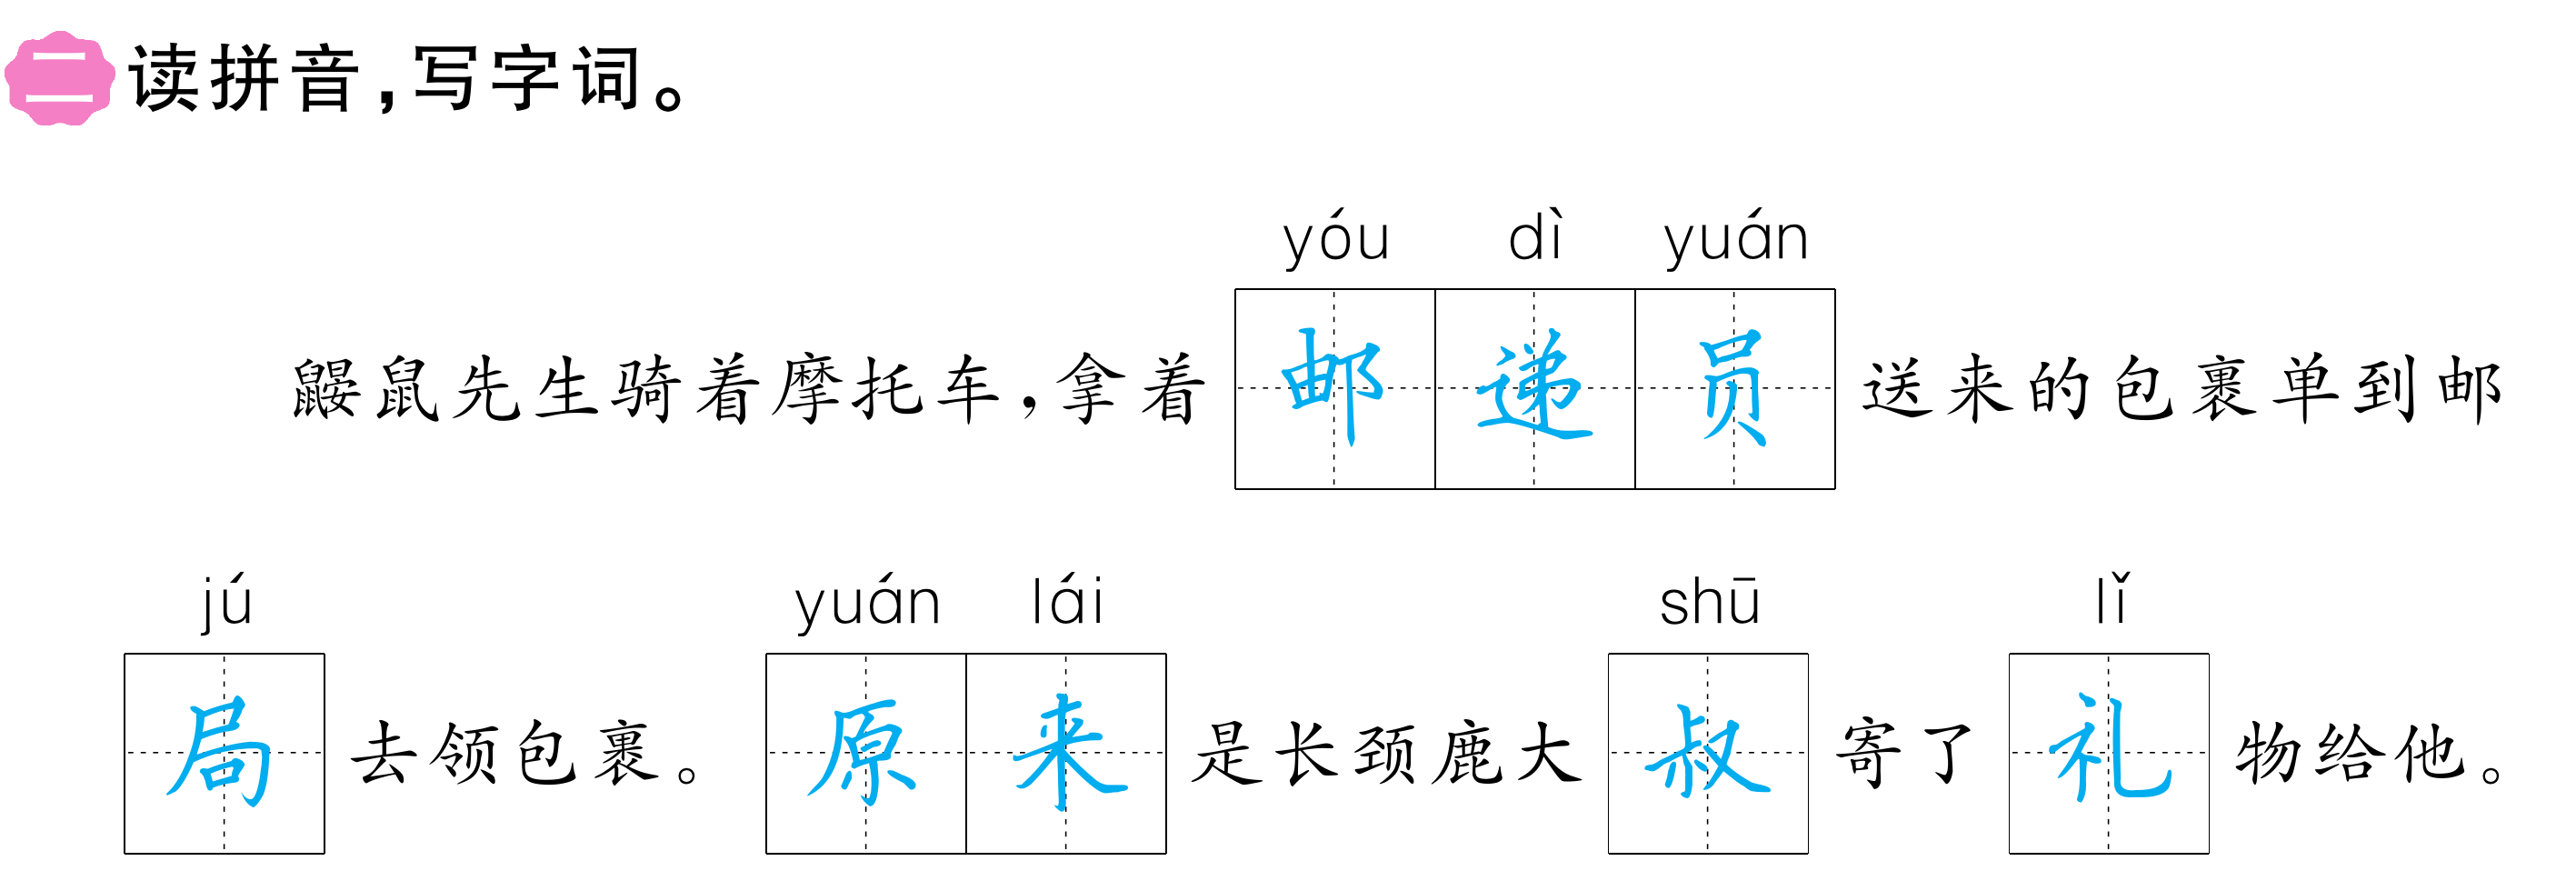 二 读拼音,写字词。
yóu dì yuán
鼹鼠先生骑着摩托车,拿着邮递员送来的包裹单到邮
jú yuán lái shū lǐ
局去领包裹。原来是长颈鹿大叔寄了礼物给他。